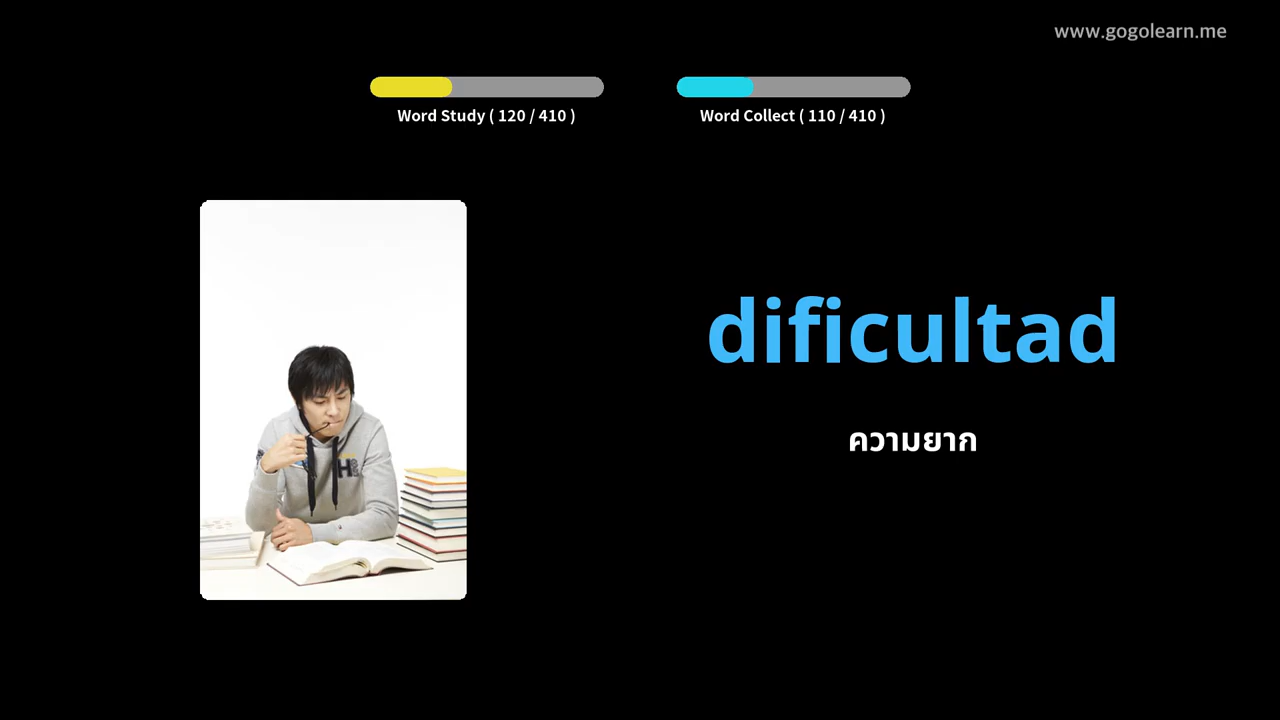 www.gogolearn.me
Word Study ( 120 / 410 )
Word Collect ( 110 / 410 )
dificultad
ความยาก
H